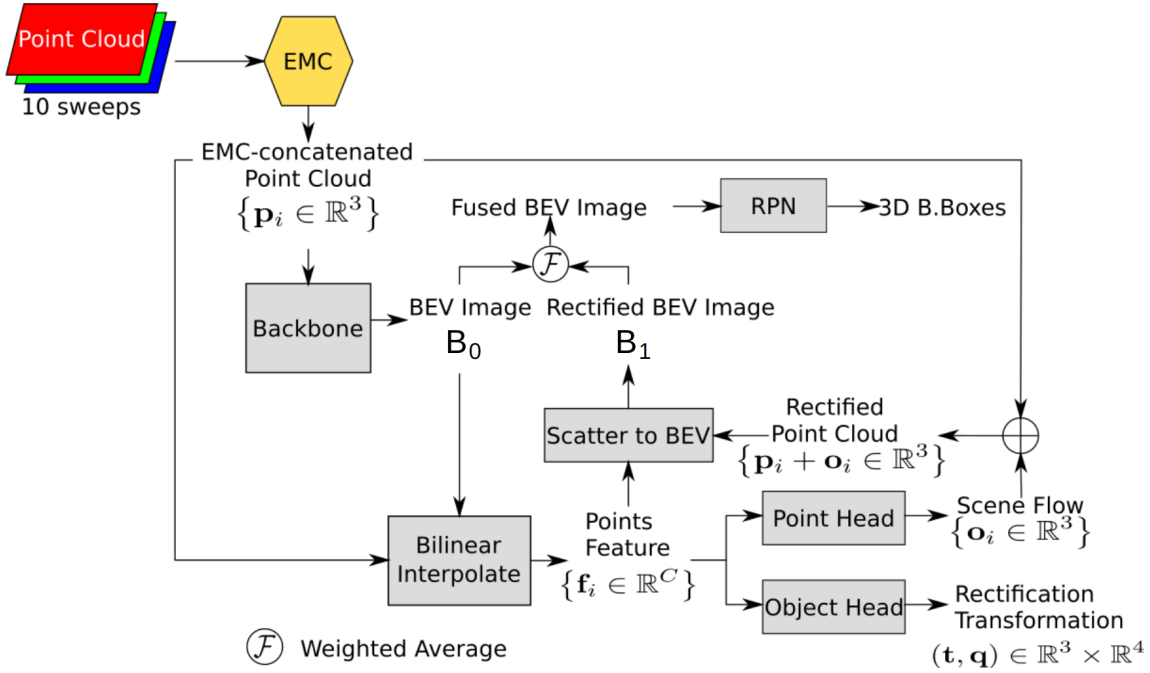 Point Cloud
10 sweeps
EMC
EMC-concatenated
Point Cloud
{p_i ∈ ℝ^3}
Fused BEV Image
RPN
3D B.Boxes
ℱ
Backbone
BEV Image
B_0
Rectified BEV Image
B_1
Scatter to BEV
Rectified
Point Cloud
{p_i + o_i ∈ ℝ^3}
Bilinear
Interpolate
Points
Feature
{f_i ∈ ℝ^C}
Point Head
Scene Flow
{o_i ∈ ℝ^3}
Object Head
Rectification
Transformation
(t, q) ∈ ℝ^3 × ℝ^4
ℱ Weighted Average